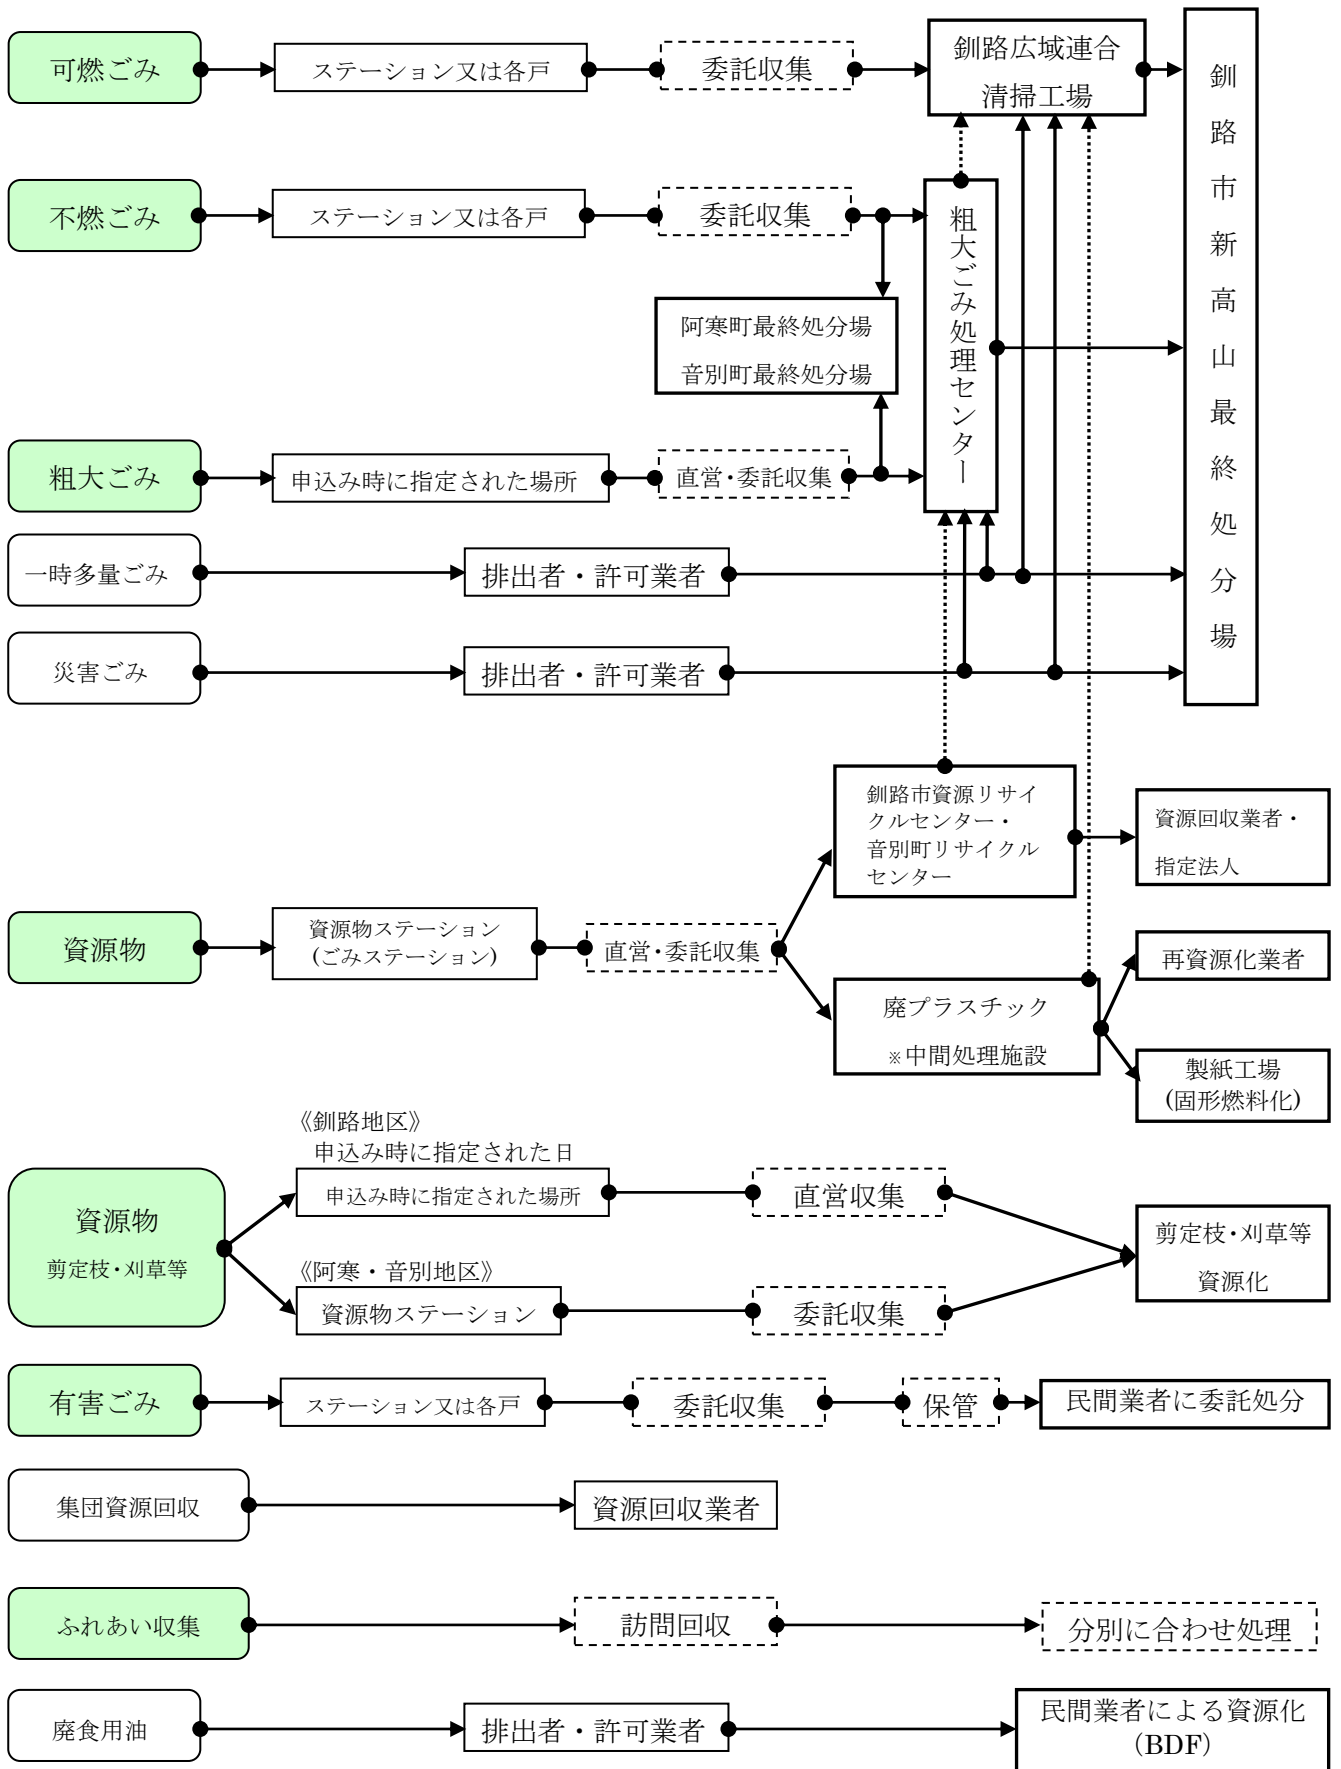 可燃ごみ
ステーション又は各戸
委託収集
釧路広域連合
清掃工場
釧路市新高山最終処分場
不燃ごみ
ステーション又は各戸
委託収集
粗大ごみ処理センター
阿寒町最終処分場
音別町最終処分場
粗大ごみ
申込み時に指定された場所
直営・委託収集
一時多量ごみ
排出者・許可業者
災害ごみ
排出者・許可業者
釧路市資源リサイ
クルセンター・
音別町リサイクル
センター
資源回収業者・
指定法人
資源物
資源物ステーション
(ごみステーション)
直営・委託収集
廃プラスチック
※中間処理施設
再資源化業者
製紙工場
(固形燃料化)
《釧路地区》
申込み時に指定された日
申込み時に指定された場所
直営収集
資源物
剪定枝・刈草等
剪定枝・刈草等
資源化
《阿寒・音別地区》
資源物ステーション
委託収集
有害ごみ
ステーション又は各戸
委託収集
保管
民間業者に委託処分
集団資源回収
資源回収業者
ふれあい収集
訪問回収
分別に合わせ処理
廃食用油
排出者・許可業者
民間業者による資源化
（BDF）